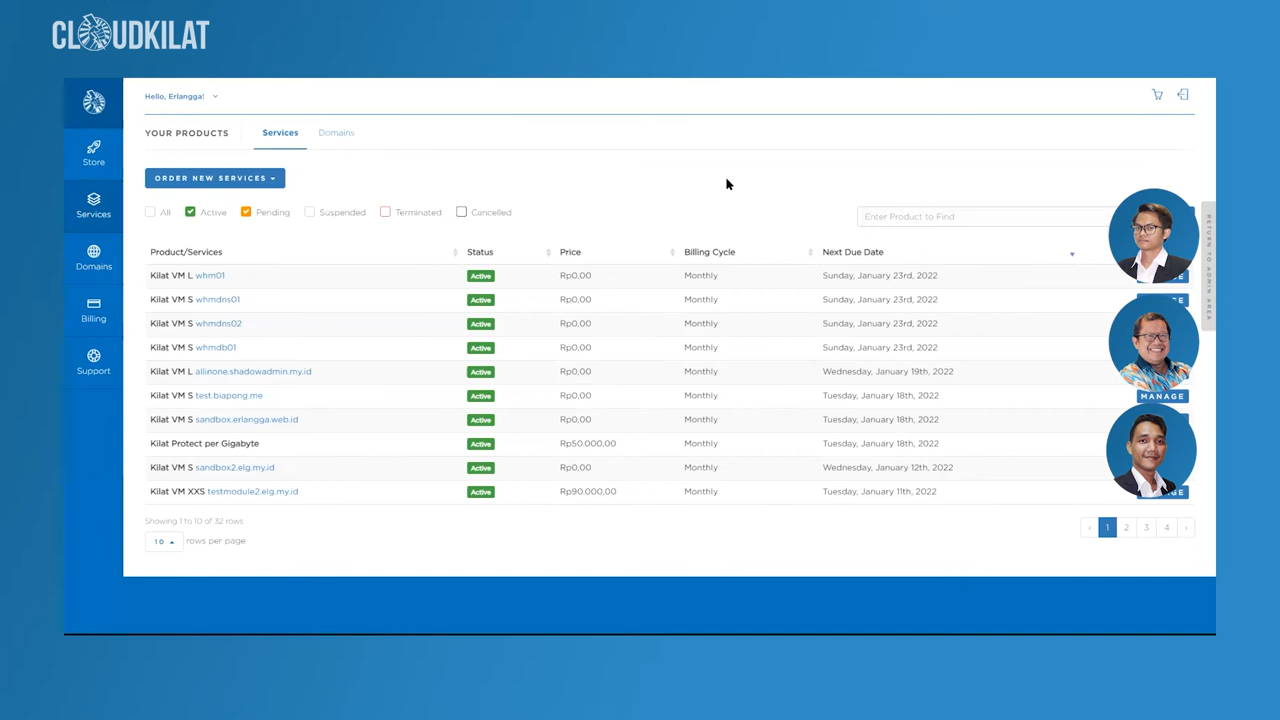 CLOUDKILAT
Hello, Erlangga!
YOUR PRODUCTS Services Domains
Store
Services
Domains
Billing
Support
ORDER NEW SERVICES
All Active Pending Suspended Terminated Cancelled
Enter Product to Find
RETURN TO ADMIN AREA
Product/Services Status Price Billing Cycle Next Due Date
Kilat VM L whm01 Active Rp0,00 Monthly Sunday, January 23rd, 2022
Kilat VM S whmdns01 Active Rp0,00 Monthly Sunday, January 23rd, 2022
Kilat VM S whmdns02 Active Rp0,00 Monthly Sunday, January 23rd, 2022
Kilat VM S whmdb01 Active Rp0,00 Monthly Sunday, January 23rd, 2022
Kilat VM L allinone.shadowadmin.my.id Active Rp0,00 Monthly Wednesday, January 19th, 2022
Kilat VM S test.biapong.me Active Rp0,00 Monthly Tuesday, January 18th, 2022 MANAGE
Kilat VM S sandbox.erlangga.web.id Active Rp0,00 Monthly Tuesday, January 18th, 2022
Kilat Protect per Gigabyte Active Rp50.000,00 Monthly Tuesday, January 18th, 2022
Kilat VM S sandbox2.elg.my.id Active Rp0,00 Monthly Wednesday, January 12th, 2022
Kilat VM XXS testmodule2.elg.my.id Active Rp90.000,00 Monthly Tuesday, January 11th, 2022
Showing 1 to 10 of 32 rows
10 rows per page
‹ 1 2 3 4 ›